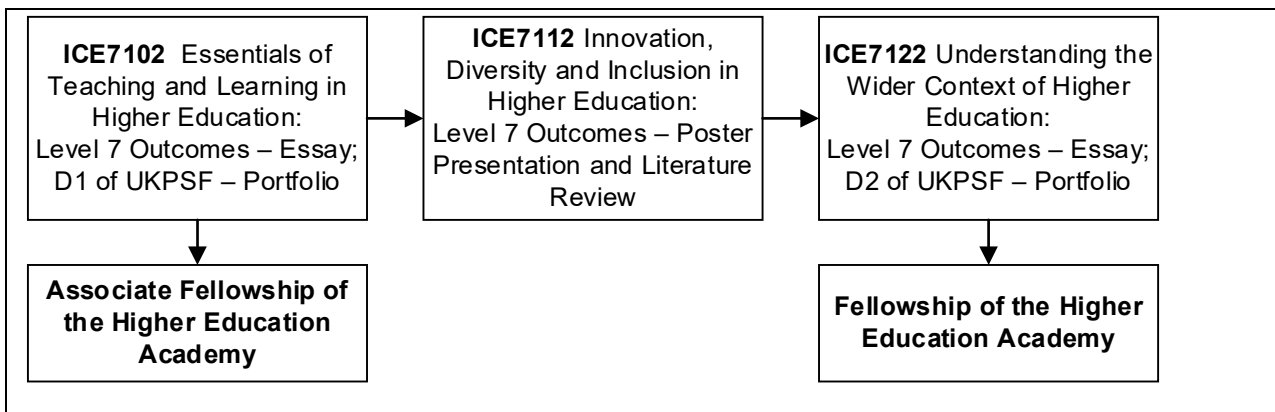 ICE7102 Essentials of
Teaching and Learning in
Higher Education:
Level 7 Outcomes – Essay;
D1 of UKPSF – Portfolio
ICE7112 Innovation,
Diversity and Inclusion in
Higher Education:
Level 7 Outcomes – Poster
Presentation and Literature
Review
ICE7122 Understanding the
Wider Context of Higher
Education:
Level 7 Outcomes – Essay;
D2 of UKPSF – Portfolio
Associate Fellowship of
the Higher Education
Academy
Fellowship of the Higher
Education Academy